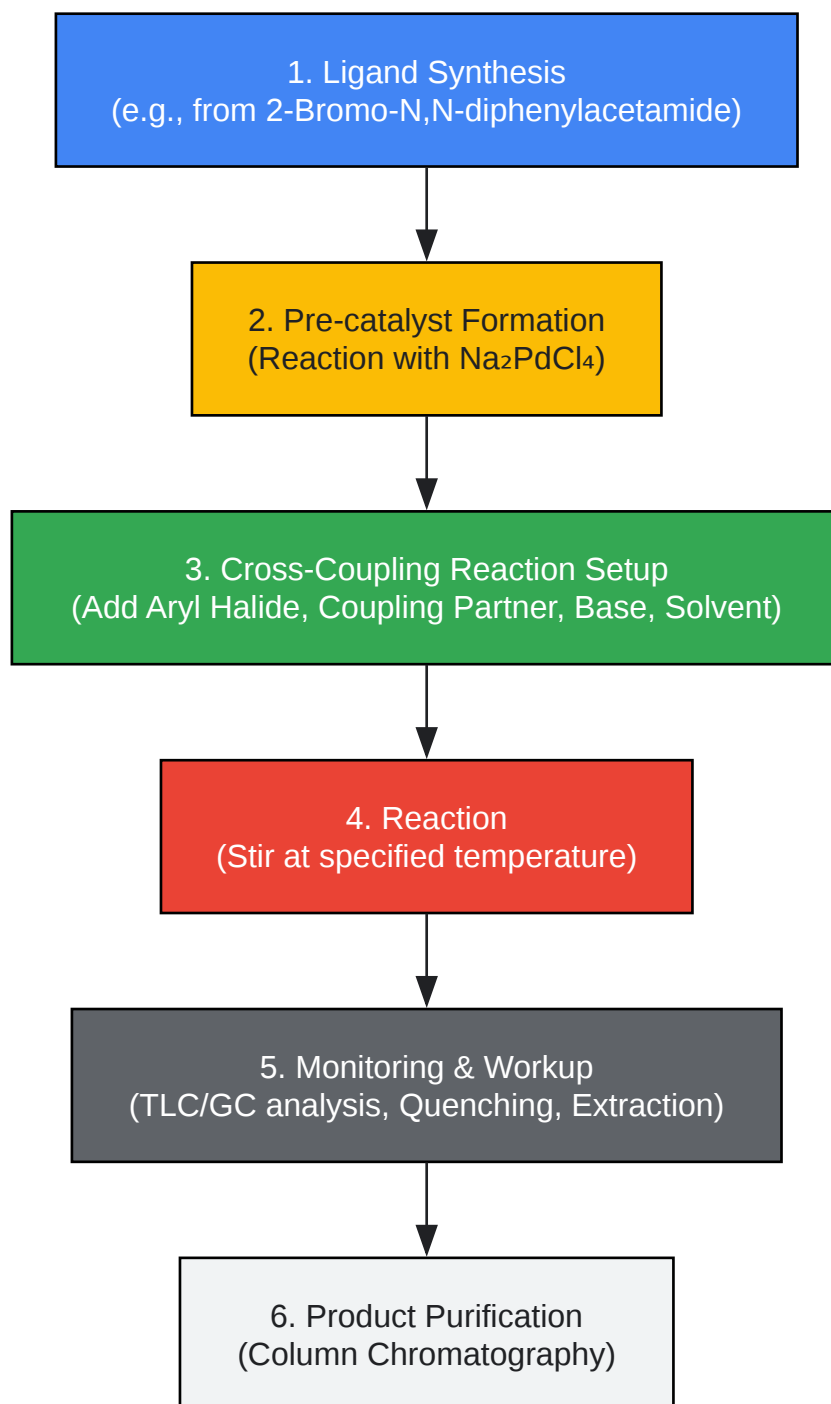 1. Ligand Synthesis
(e.g., from 2-Bromo-N,N-diphenylacetamide)
2. Pre-catalyst Formation
(Reaction with Na₂PdCl₄)
3. Cross-Coupling Reaction Setup
(Add Aryl Halide, Coupling Partner, Base, Solvent)
4. Reaction
(Stir at specified temperature)
5. Monitoring & Workup
(TLC/GC analysis, Quenching, Extraction)
6. Product Purification
(Column Chromatography)